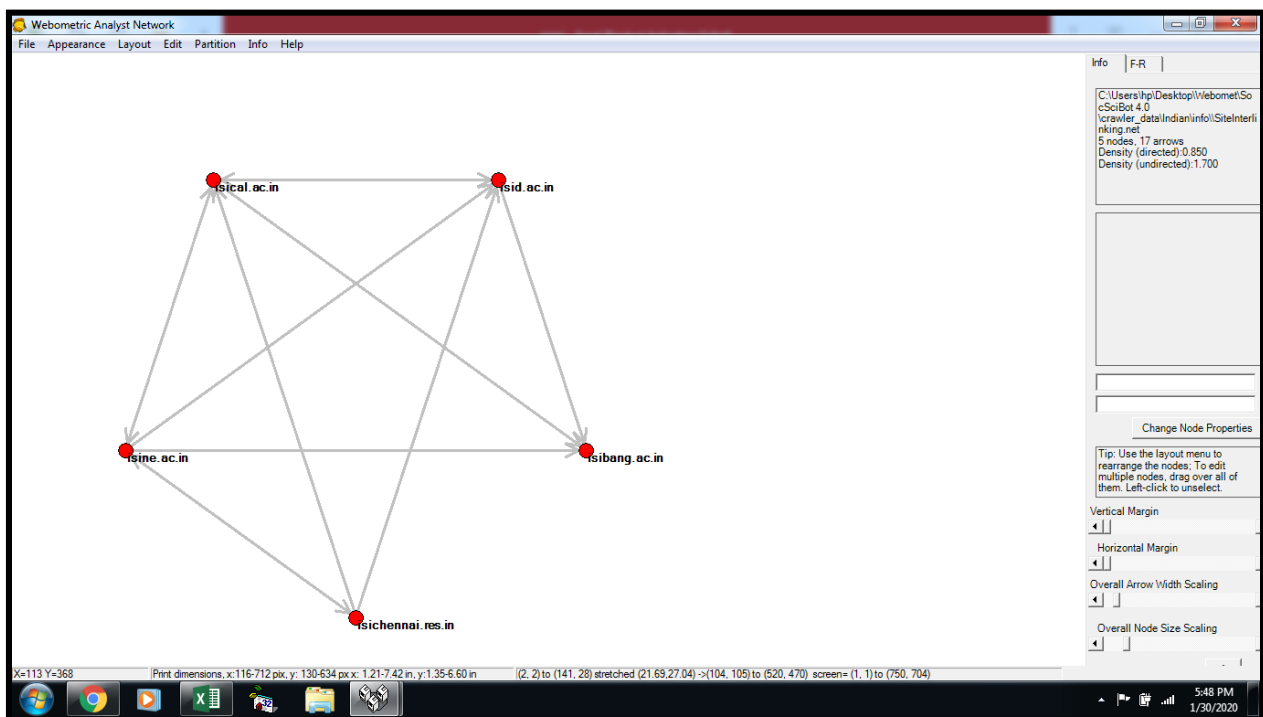 Webometric Analyst Network
File Appearance Layout Edit Partition Info Help
Info F-R
C:\Users\hp\Desktop\Webomet\So
cSciBot 4.0
\crawler_data\Indian\info\\SiteInterli
nking.net
5 nodes, 17 arrows
Density (directed):0.850
Density (undirected):1.700
isical.ac.in
isid.ac.in
isine.ac.in
isibang.ac.in
isichennai.res.in
Change Node Properties
Tip: Use the layout menu to
rearrange the nodes; To edit
multiple nodes, drag over all of
them. Left-click to unselect.
Vertical Margin
Horizontal Margin
Overall Arrow Width Scaling
Overall Node Size Scaling
X=113 Y=368
Print dimensions, x:116-712 pix, y: 130-634 px x: 1.21-7.42 in, y:1.35-6.60 in
(2, 2) to (141, 28) stretched (21.69,27.04) ->(104, 105) to (520, 470) screen= (1, 1) to (750, 704)
5:48 PM
1/30/2020